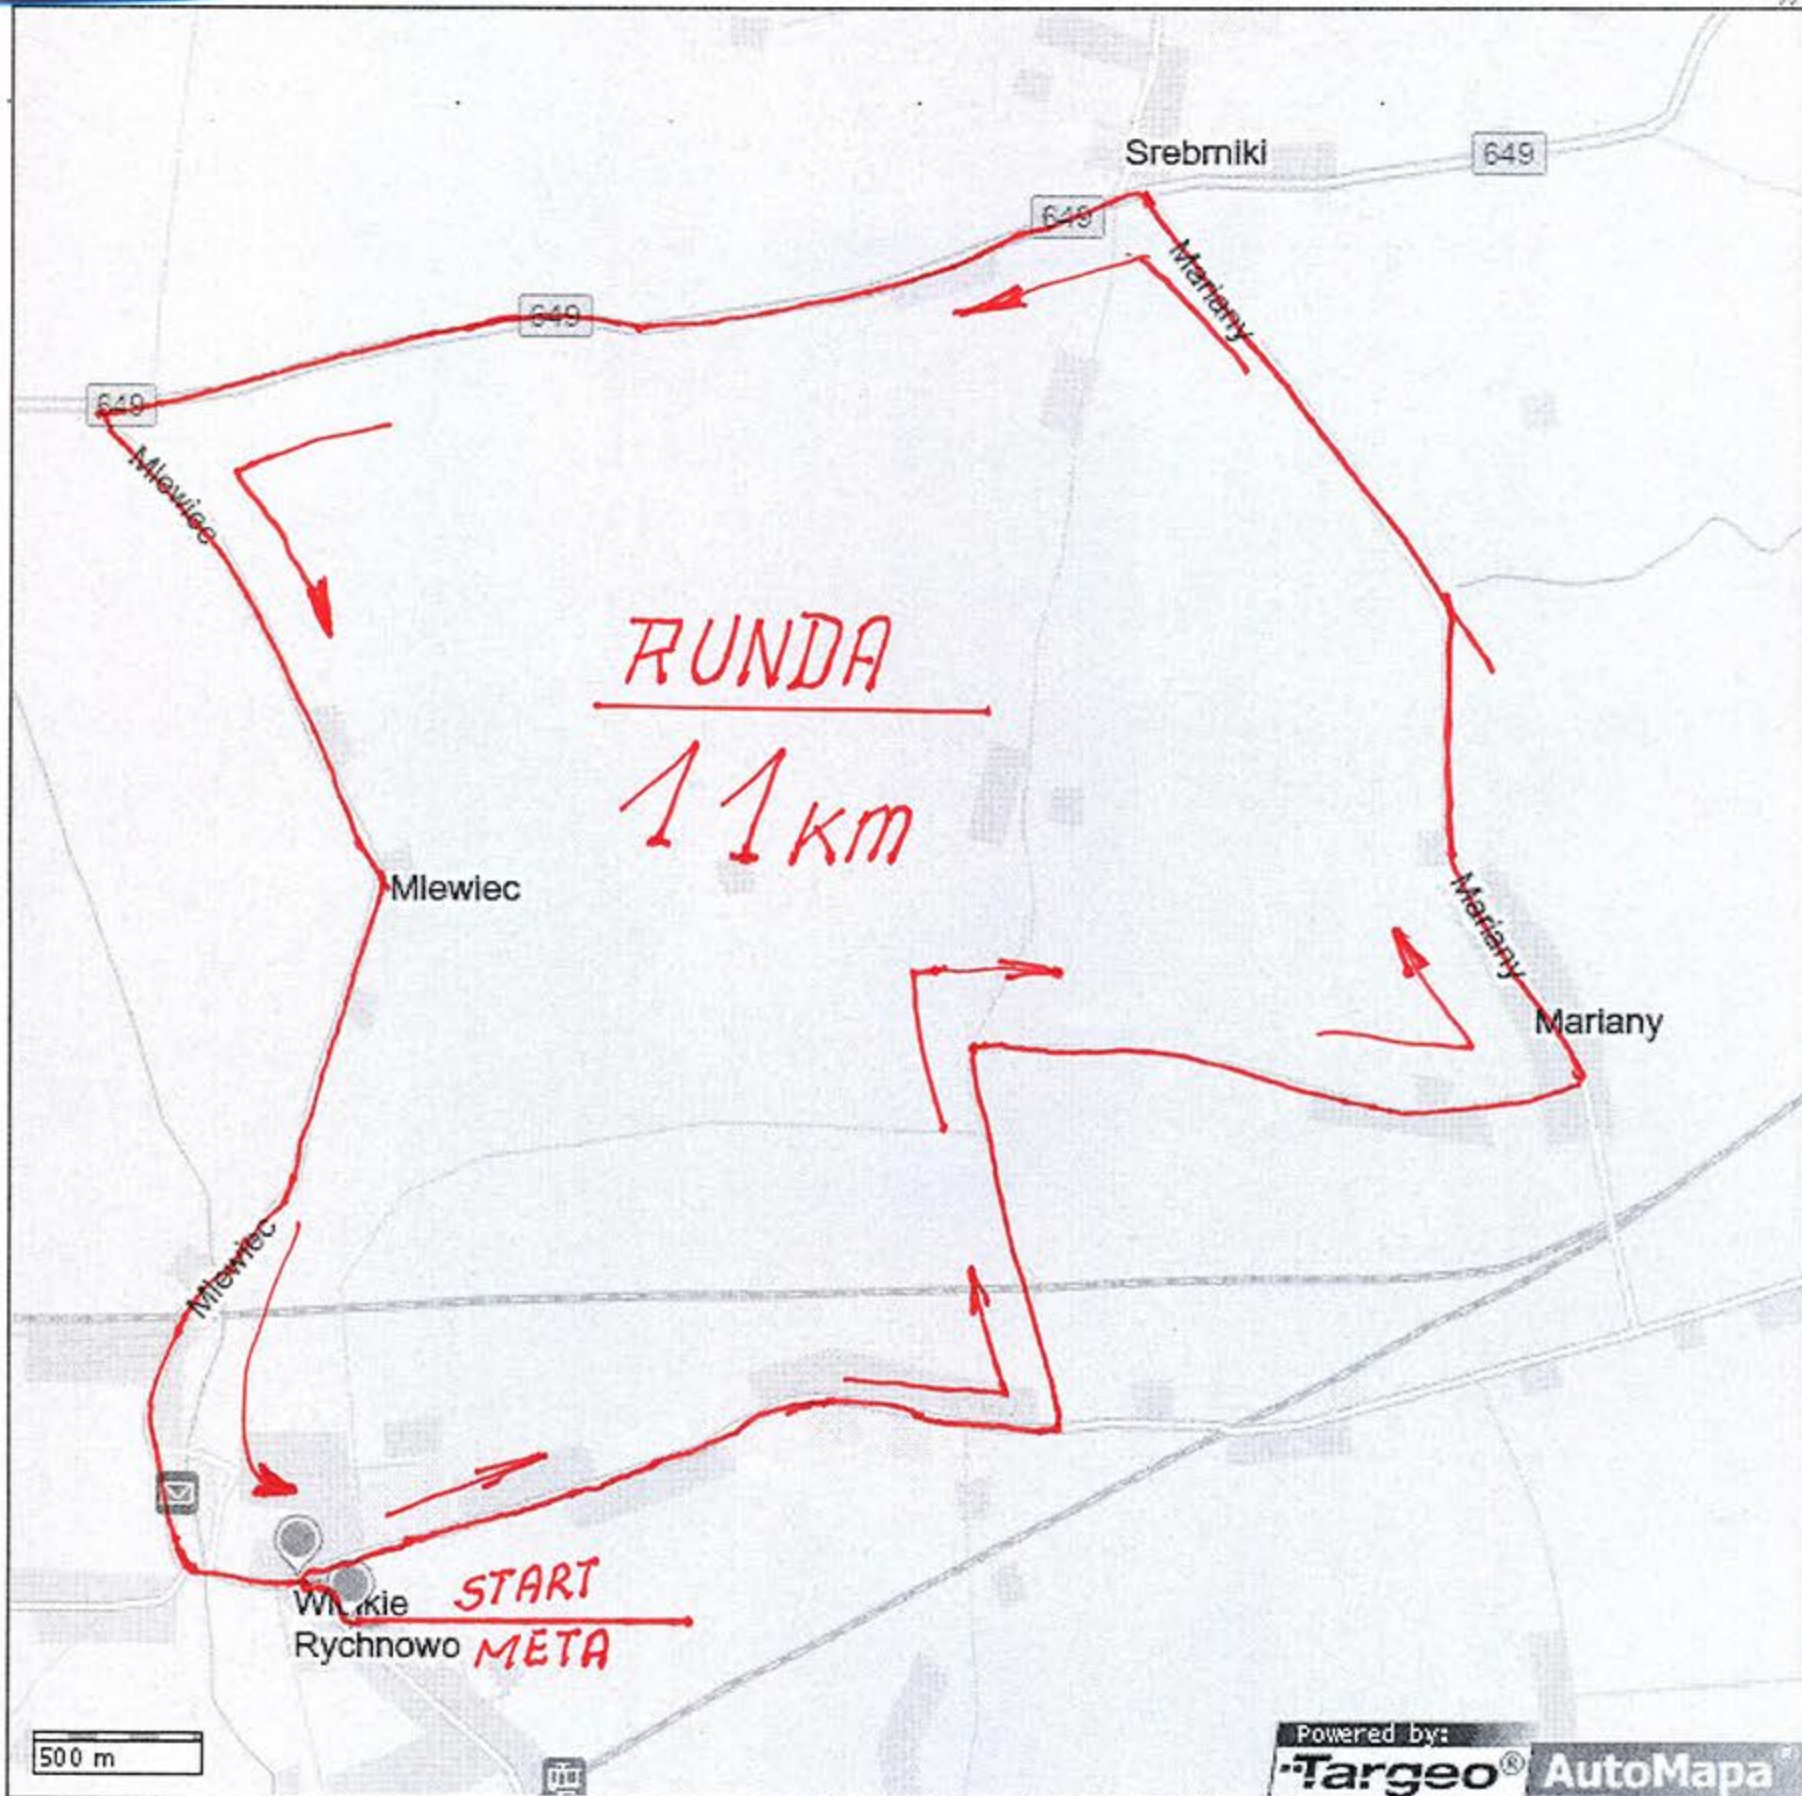 Srebrniki
649
649
Mariany
649
649
Mlewiec
RUNDA
11 km
Mlewiec
Mariany
Mariany
Mlewiec
START
Wielkie
Rychnowo META
500 m
Powered by:
Targeo® AutoMapa®